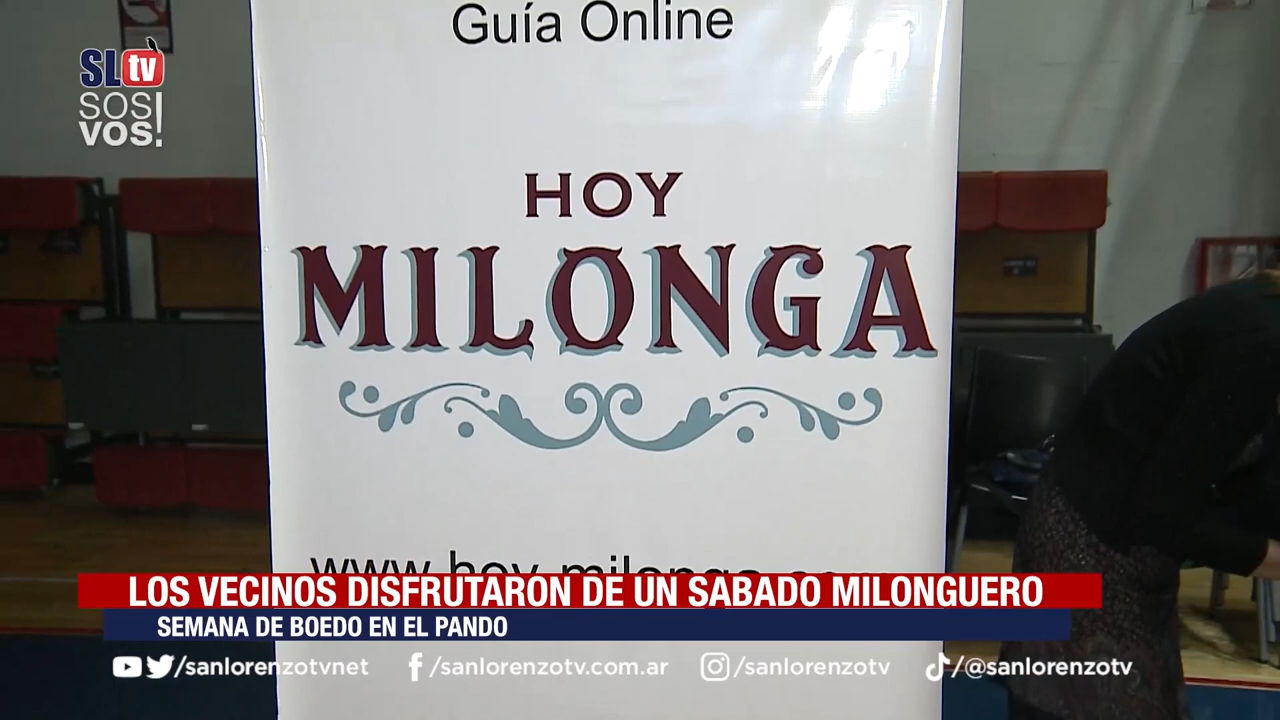 Guía Online
SL tv
SOS
VOS!
HOY
MILONGA
LOS VECINOS DISFRUTARON DE UN SABADO MILONGUERO
SEMANA DE BOEDO EN EL PANDO
/sanlorenzotvnet /sanlorenzotv.com.ar /sanlorenzotv /@sanlorenzotv